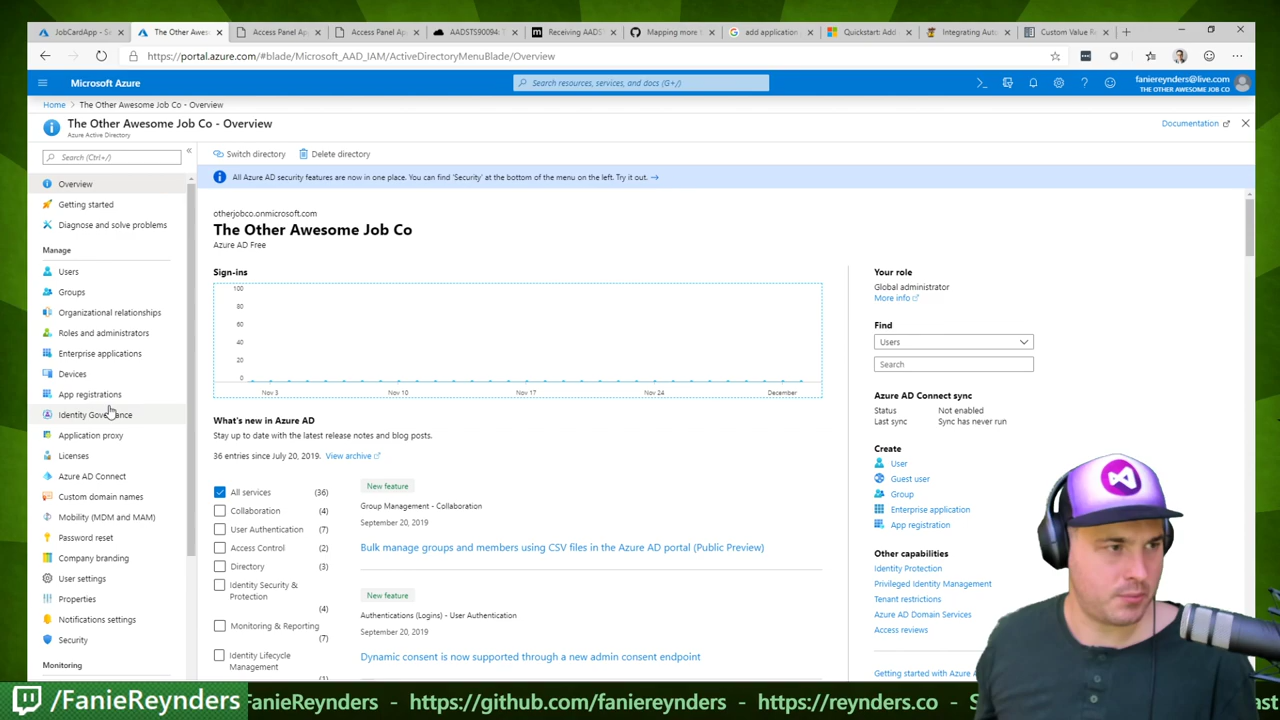 JobCardApp - Se
The Other Awesom
Access Panel Ap
Access Panel Ap
AADSTS90094: T
Receiving AADST
Mapping more s
add application
Quickstart: Add
Integrating Auto
Custom Value Re
https://portal.azure.com/#blade/Microsoft_AAD_IAM/ActiveDirectoryMenuBlade/Overview
Microsoft Azure
Search resources, services, and docs (G+/)
faniereynders@live.com
THE OTHER AWESOME JOB CO
Home > The Other Awesome Job Co - Overview
The Other Awesome Job Co - Overview
Azure Active Directory
Documentation
Search (Ctrl+/)
Switch directory
Delete directory
All Azure AD security features are now in one place. You can find 'Security' at the bottom of the menu on the left. Try it out. →
Overview
Getting started
Diagnose and solve problems
Manage
Users
Groups
Organizational relationships
Roles and administrators
Enterprise applications
Devices
App registrations
Identity Governance
Application proxy
Licenses
Azure AD Connect
Custom domain names
Mobility (MDM and MAM)
Password reset
Company branding
User settings
Properties
Notifications settings
Security
Monitoring
otherjobco.onmicrosoft.com
The Other Awesome Job Co
Azure AD Free
Sign-ins
100
80
60
40
20
0
Nov 3
Nov 10
Nov 17
Nov 24
December
What's new in Azure AD
Stay up to date with the latest release notes and blog posts.
36 entries since July 20, 2019. View archive
All services (36)
Collaboration (4)
User Authentication (7)
Access Control (2)
Directory (3)
Identity Security &
Protection
(4)
Monitoring & Reporting
(7)
Identity Lifecycle
Management
New feature
Group Management - Collaboration
September 20, 2019
Bulk manage groups and members using CSV files in the Azure AD portal (Public Preview)
New feature
Authentications (Logins) - User Authentication
September 20, 2019
Dynamic consent is now supported through a new admin consent endpoint
Your role
Global administrator
More info
Find
Users
Search
Azure AD Connect sync
Status Not enabled
Last sync Sync has never run
Create
User
Guest user
Group
Enterprise application
App registration
Other capabilities
Identity Protection
Privileged Identity Management
Tenant restrictions
Azure AD Domain Services
Access reviews
Getting started with Azure A
/FanieReynders
FanieReynders - https://github.com/faniereynders - https://reynders.co - S